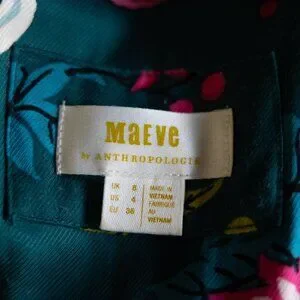 MAEVE
by ANTHROPOLOGIE
UK 8
US 4
EU 36
MADE IN
VIETNAM
FABRIQUÉ
AU
VIETNAM